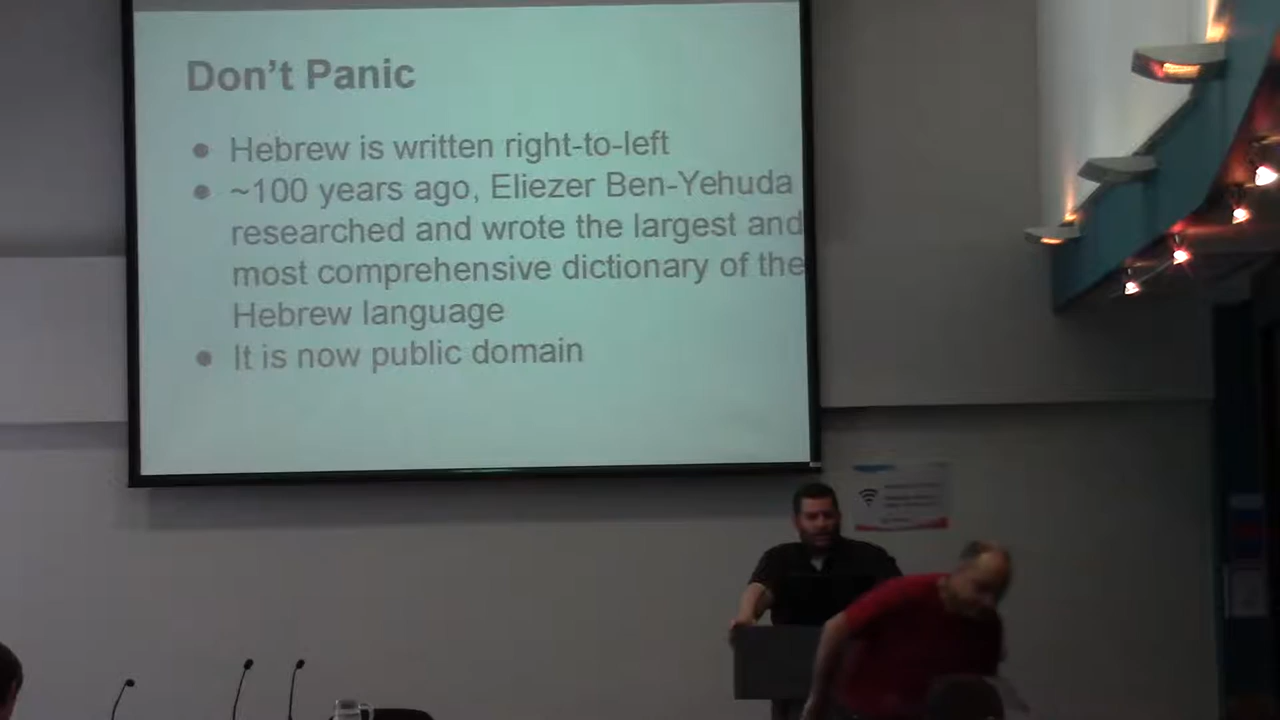 Don't Panic
● Hebrew is written right-to-left
● ~100 years ago, Eliezer Ben-Yehuda
researched and wrote the largest and
most comprehensive dictionary of the
Hebrew language
● It is now public domain